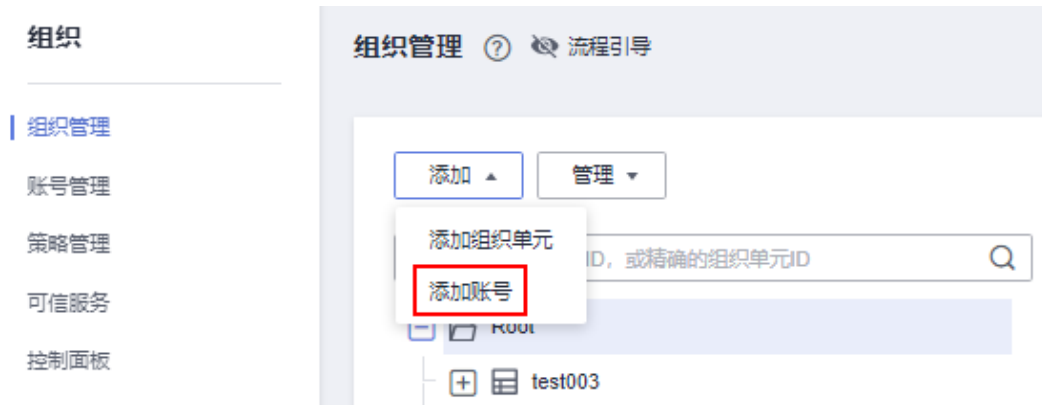 组织
组织管理
账号管理
策略管理
可信服务
控制面板
组织管理 ? 流程引导
添加 管理
添加组织单元
ID，或精确的组织单元ID
添加账号
Root
test003